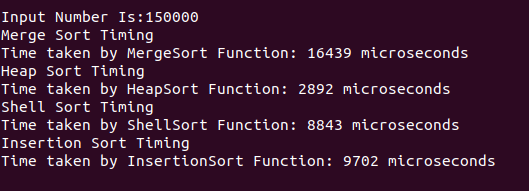 Input Number Is:150000
Merge Sort Timing
Time taken by MergeSort Function: 16439 microseconds
Heap Sort Timing
Time taken by HeapSort Function: 2892 microseconds
Shell Sort Timing
Time taken by ShellSort Function: 8843 microseconds
Insertion Sort Timing
Time taken by InsertionSort Function: 9702 microseconds